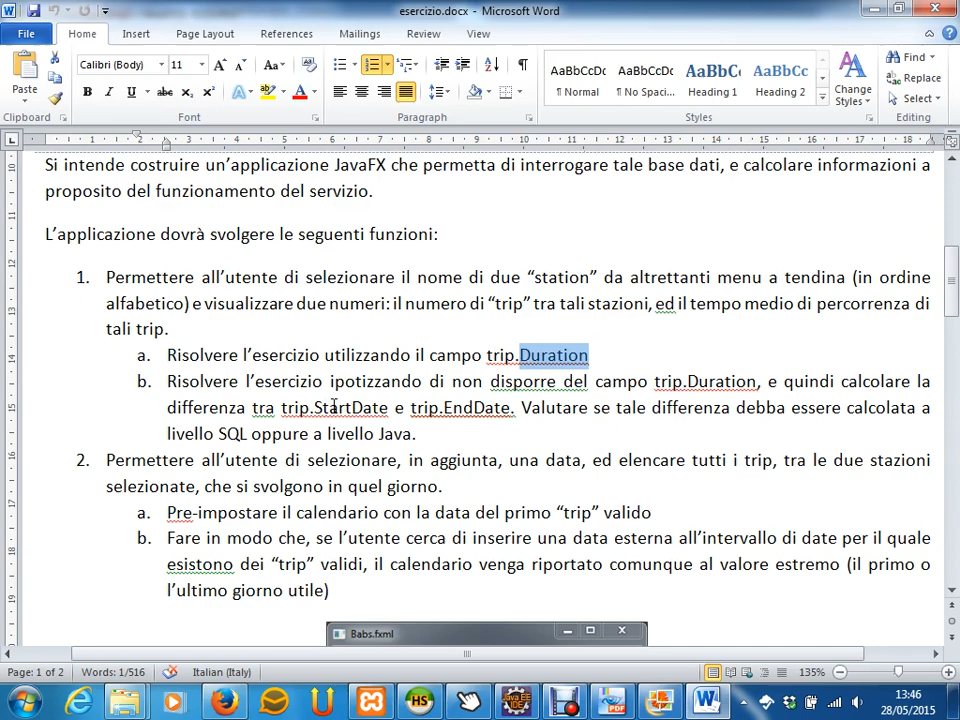 esercizio.docx - Microsoft Word
File Home Insert Page Layout References Mailings Review View
Calibri (Body) 11
Paste
AaBbCcDc AaBbCcDc AaBbC AaBbCc
¶ Normal ¶ No Spaci... Heading 1 Heading 2
Change Styles
Find
Replace
Select
Clipboard Font Paragraph Styles Editing
Si intende costruire un'applicazione JavaFX che permetta di interrogare tale base dati, e calcolare informazioni a
proposito del funzionamento del servizio.
L'applicazione dovrà svolgere le seguenti funzioni:
1. Permettere all'utente di selezionare il nome di due “station” da altrettanti menu a tendina (in ordine
alfabetico) e visualizzare due numeri: il numero di “trip” tra tali stazioni, ed il tempo medio di percorrenza di
tali trip.
a. Risolvere l'esercizio utilizzando il campo trip.Duration
b. Risolvere l'esercizio ipotizzando di non disporre del campo trip.Duration, e quindi calcolare la
differenza tra trip.StartDate e trip.EndDate. Valutare se tale differenza debba essere calcolata a
livello SQL oppure a livello Java.
2. Permettere all'utente di selezionare, in aggiunta, una data, ed elencare tutti i trip, tra le due stazioni
selezionate, che si svolgono in quel giorno.
a. Pre-impostare il calendario con la data del primo “trip” valido
b. Fare in modo che, se l'utente cerca di inserire una data esterna all'intervallo di date per il quale
esistono dei “trip” validi, il calendario venga riportato comunque al valore estremo (il primo o
l'ultimo giorno utile)
Babs.fxml
Page: 1 of 2 Words: 1/516 Italian (Italy) 135%
13:46
28/05/2015